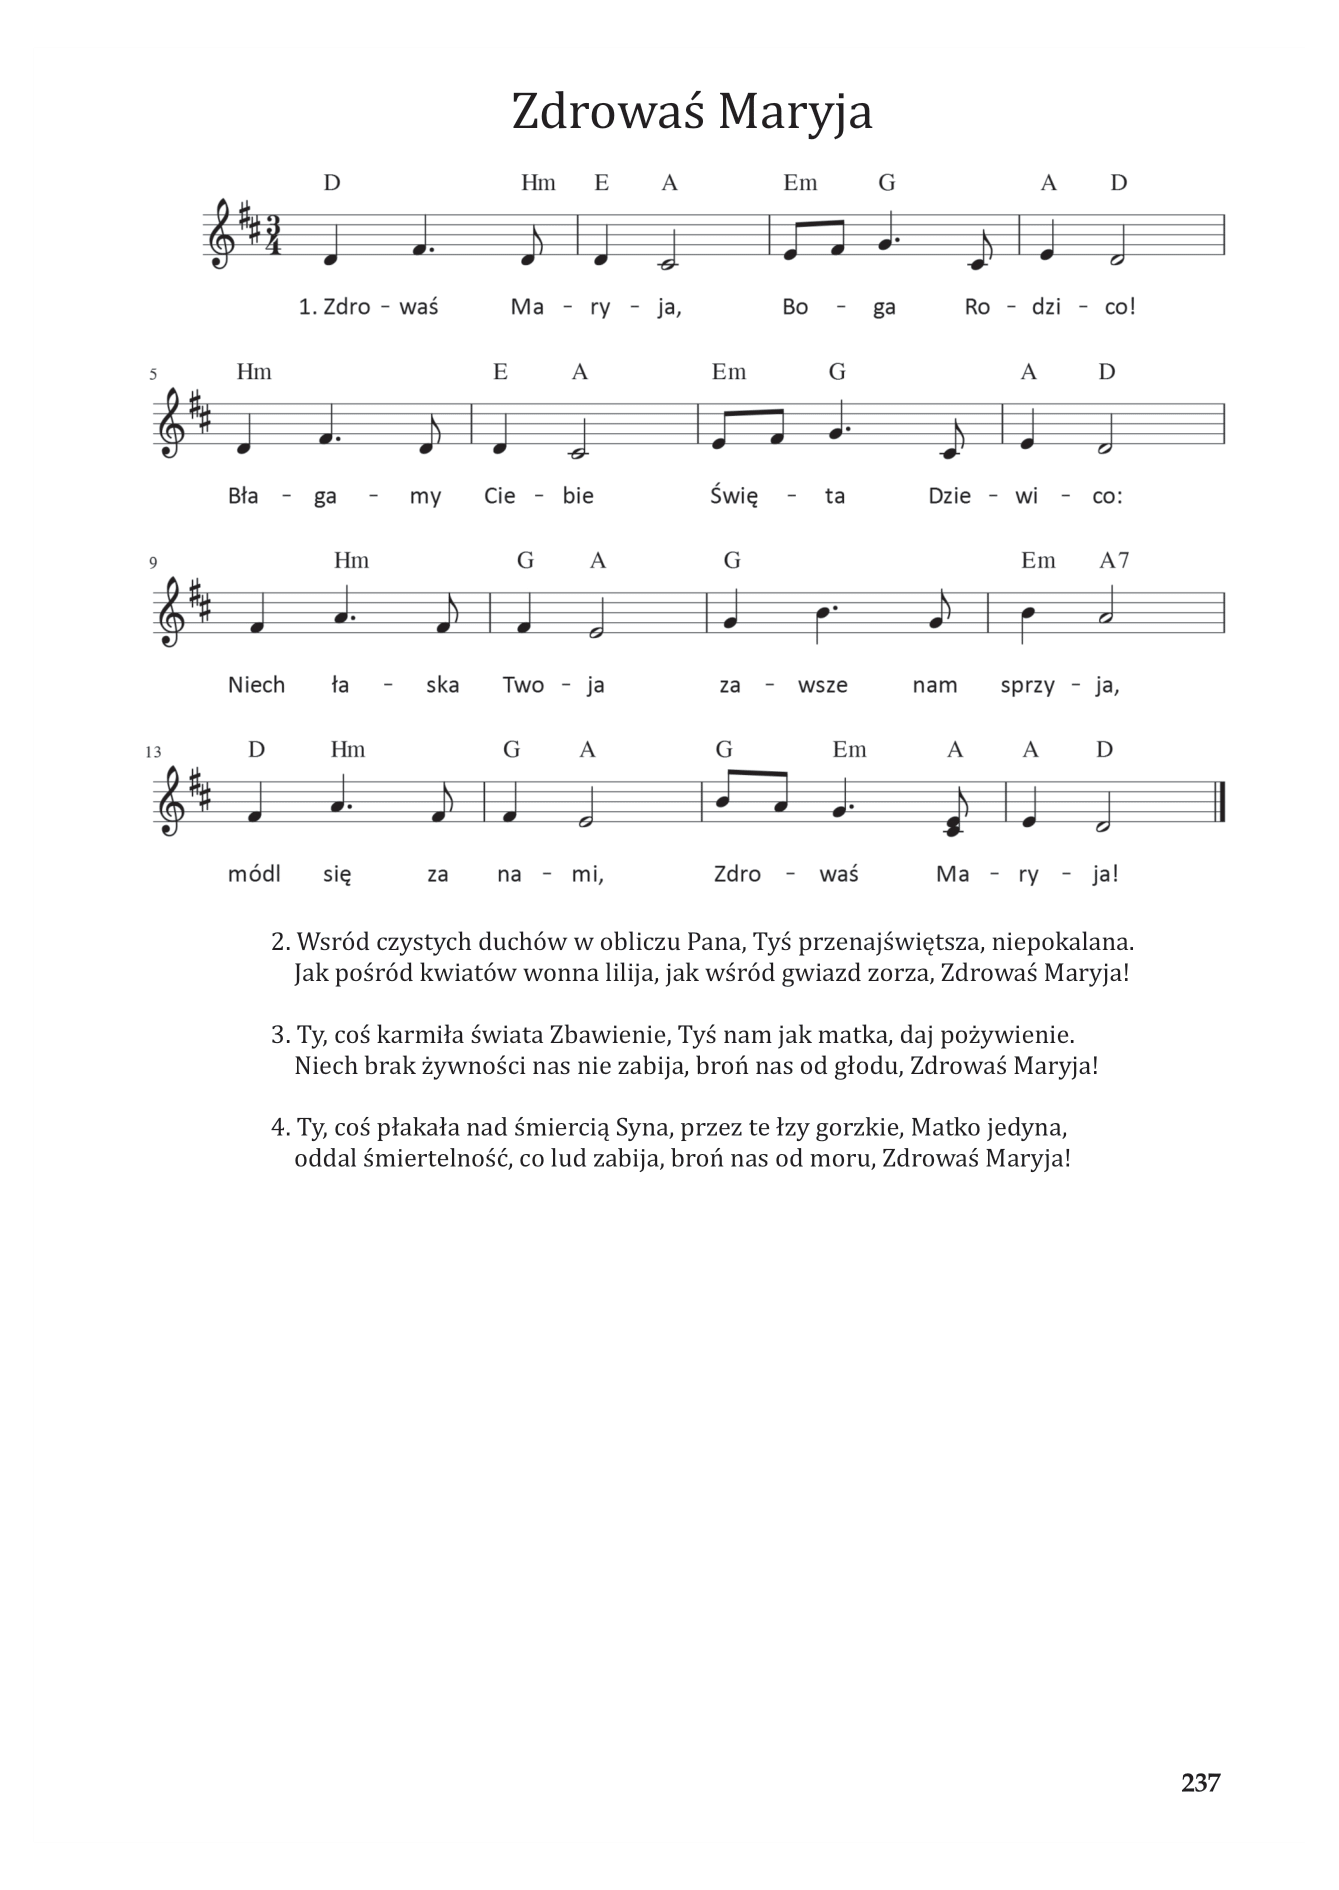 Zdrowaś Maryja
D Hm E A Em G A D
3
4
1. Zdro – waś Ma – ry – ja, Bo – ga Ro – dzi – co!
5 Hm E A Em G A D
Bła – ga – my Cie – bie Świę – ta Dzie – wi – co:
9 Hm G A G Em A7
Niech ła – ska Two – ja za – wsze nam sprzy – ja,
13 D Hm G A G Em A A D
módl się za na – mi, Zdro – waś Ma – ry – ja!
2. Wsród czystych duchów w obliczu Pana, Tyś przenajświętsza, niepokalana.
Jak pośród kwiatów wonna lilija, jak wśród gwiazd zorza, Zdrowaś Maryja!
3. Ty, coś karmiła świata Zbawienie, Tyś nam jak matka, daj pożywienie.
Niech brak żywności nas nie zabija, broń nas od głodu, Zdrowaś Maryja!
4. Ty, coś płakała nad śmiercią Syna, przez te łzy gorzkie, Matko jedyna,
oddal śmiertelność, co lud zabija, broń nas od moru, Zdrowaś Maryja!
237